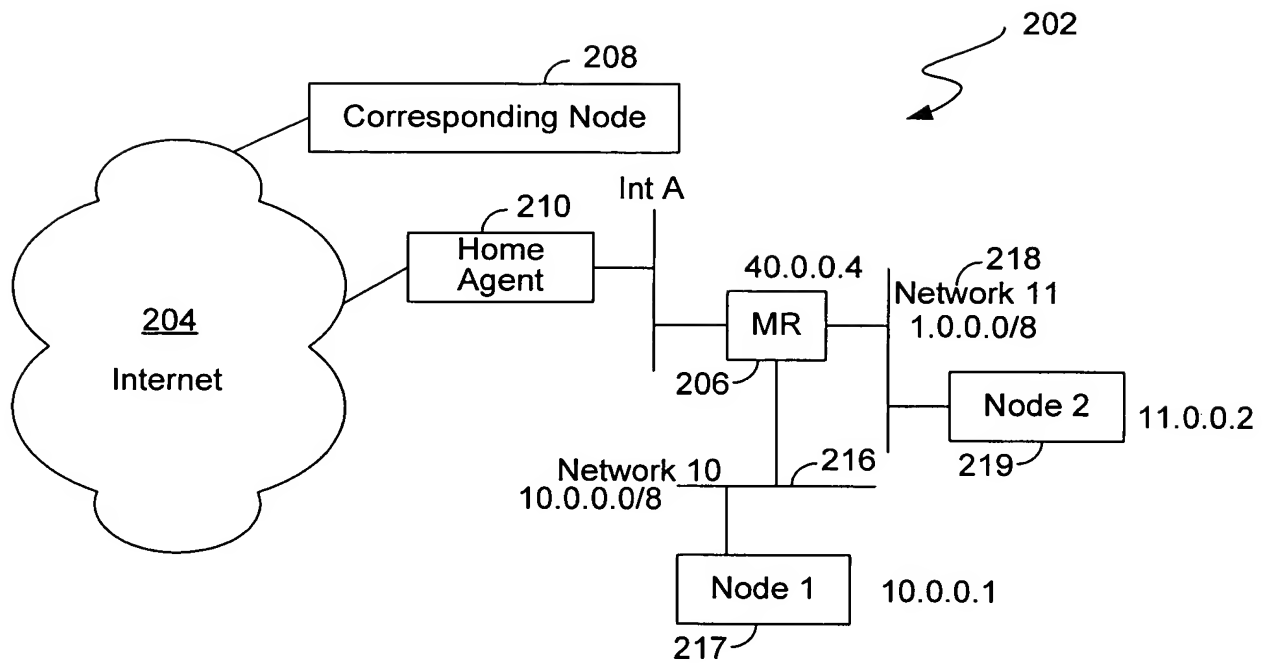 202
208
Corresponding Node
Int A
210
Home
Agent
40.0.0.4
218
Network 11
1.0.0.0/8
204
Internet
MR
206
Node 2
11.0.0.2
219
Network 10
10.0.0.0/8
216
Node 1
10.0.0.1
217